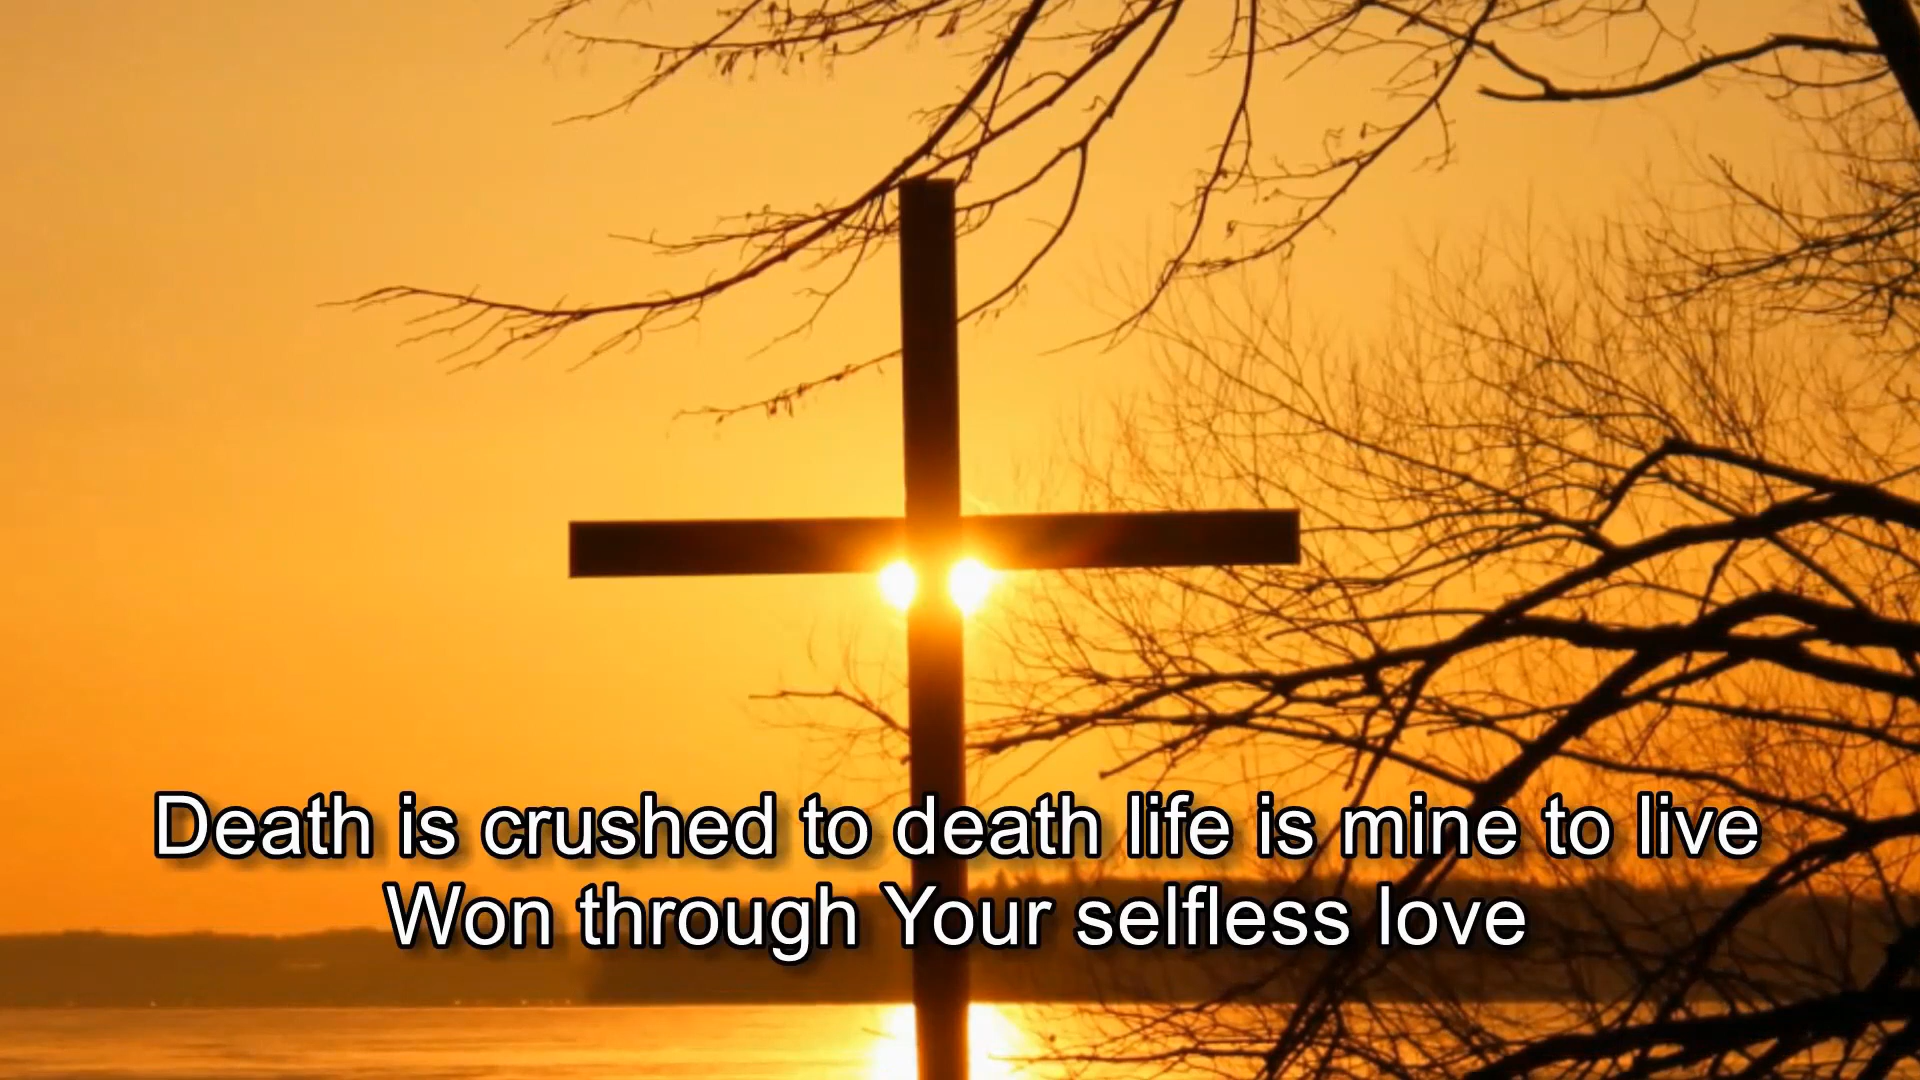 Death is crushed to death life is mine to live
Won through Your selfless love